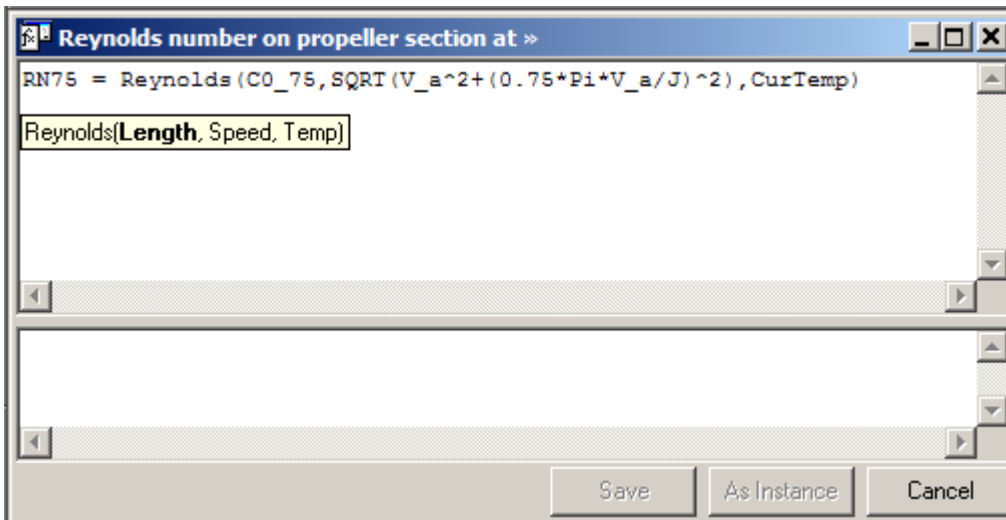 Reynolds number on propeller section at »
RN75 = Reynolds(C0_75,SQRT(V_a^2+(0.75*Pi*V_a/J)^2),CurTemp)
Reynolds(Length, Speed, Temp)
Save
As Instance
Cancel